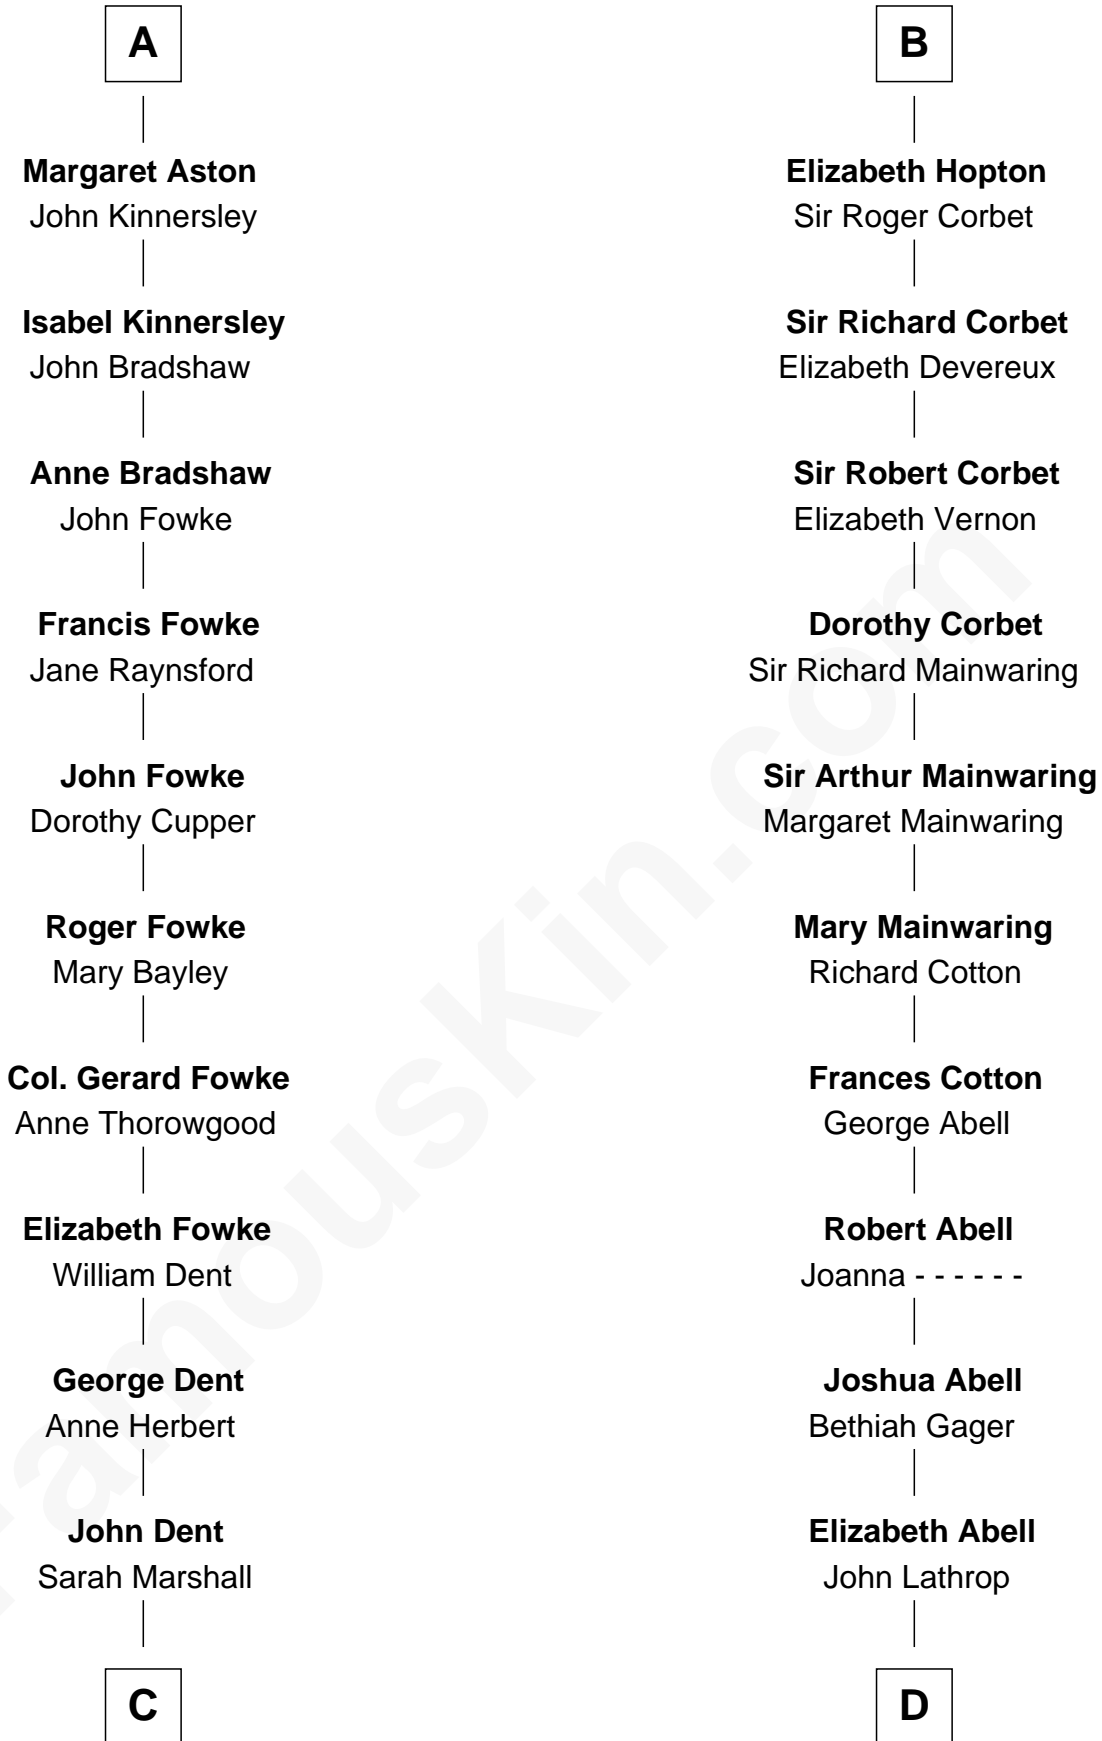 A
Margaret Aston
John Kinnersley
Isabel Kinnersley
John Bradshaw
Anne Bradshaw
John Fowke
Francis Fowke
Jane Raynsford
John Fowke
Dorothy Cupper
Roger Fowke
Mary Bayley
Col. Gerard Fowke
Anne Thorowgood
Elizabeth Fowke
William Dent
George Dent
Anne Herbert
John Dent
Sarah Marshall
C
B
Elizabeth Hopton
Sir Roger Corbet
Sir Richard Corbet
Elizabeth Devereux
Sir Robert Corbet
Elizabeth Vernon
Dorothy Corbet
Sir Richard Mainwaring
Sir Arthur Mainwaring
Margaret Mainwaring
Mary Mainwaring
Richard Cotton
Frances Cotton
George Abell
Robert Abell
Joanna - - - - - -
Joshua Abell
Bethiah Gager
Elizabeth Abell
John Lathrop
D
FamousKin.com